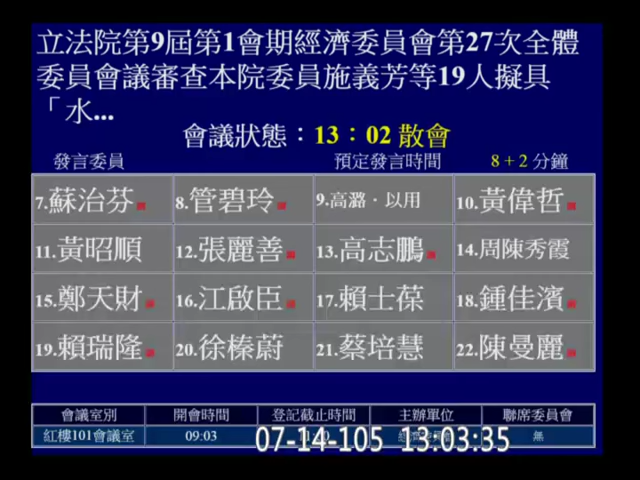 立法院第9屆第1會期經濟委員會第27次全體
委員會議審查本院委員施義芳等19人擬具
「水...
會議狀態：13：02 散會
發言委員 預定發言時間 8 + 2 分鐘
7.蘇治芬 8.管碧玲 9.高潞．以用 10.黃偉哲
11.黃昭順 12.張麗善 13.高志鵬 14.周陳秀霞
15.鄭天財 16.江啟臣 17.賴士葆 18.鍾佳濱
19.賴瑞隆 20.徐榛蔚 21.蔡培慧 22.陳曼麗
會議室別 開會時間 登記截止時間 主辦單位 聯席委員會
紅樓101會議室 09:03 無
07-14-105 13:03:35